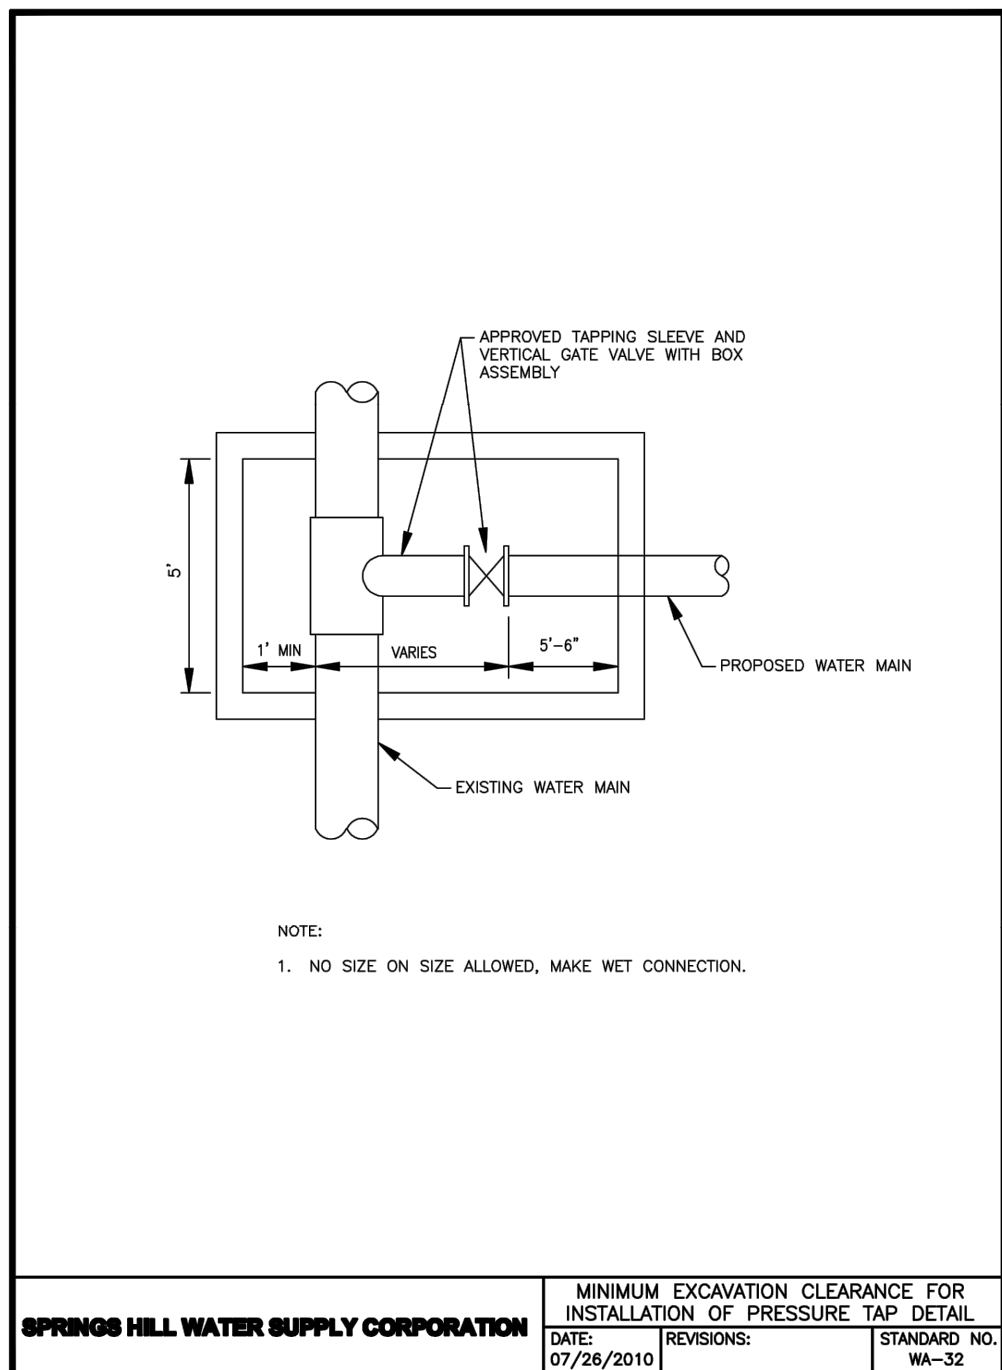 APPROVED TAPPING SLEEVE AND
VERTICAL GATE VALVE WITH BOX
ASSEMBLY
5'
1' MIN
VARIES
5'-6"
PROPOSED WATER MAIN
EXISTING WATER MAIN
NOTE:
1. NO SIZE ON SIZE ALLOWED, MAKE WET CONNECTION.
SPRINGS HILL WATER SUPPLY CORPORATION
MINIMUM EXCAVATION CLEARANCE FOR
INSTALLATION OF PRESSURE TAP DETAIL
DATE:
07/26/2010
REVISIONS:
STANDARD NO.
WA-32